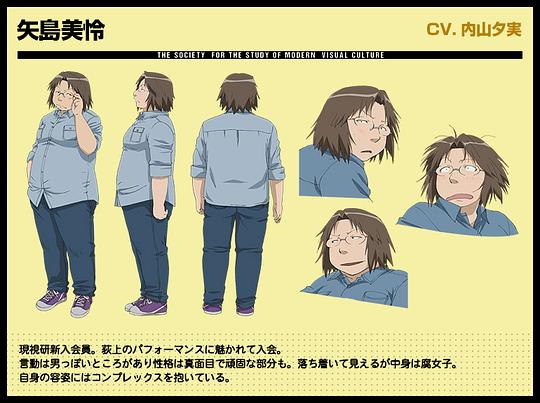 矢島美怜
CV. 内山夕実
THE SOCIETY FOR THE STUDY OF MODERN VISUAL CULTURE
現視研新入会員。荻上のパフォーマンスに魅かれて入会。
言動は男っぽいところがあり性格は真面目で頑固な部分も。落ち着いて見えるが中身は腐女子。
自身の容姿にはコンプレックスを抱いている。